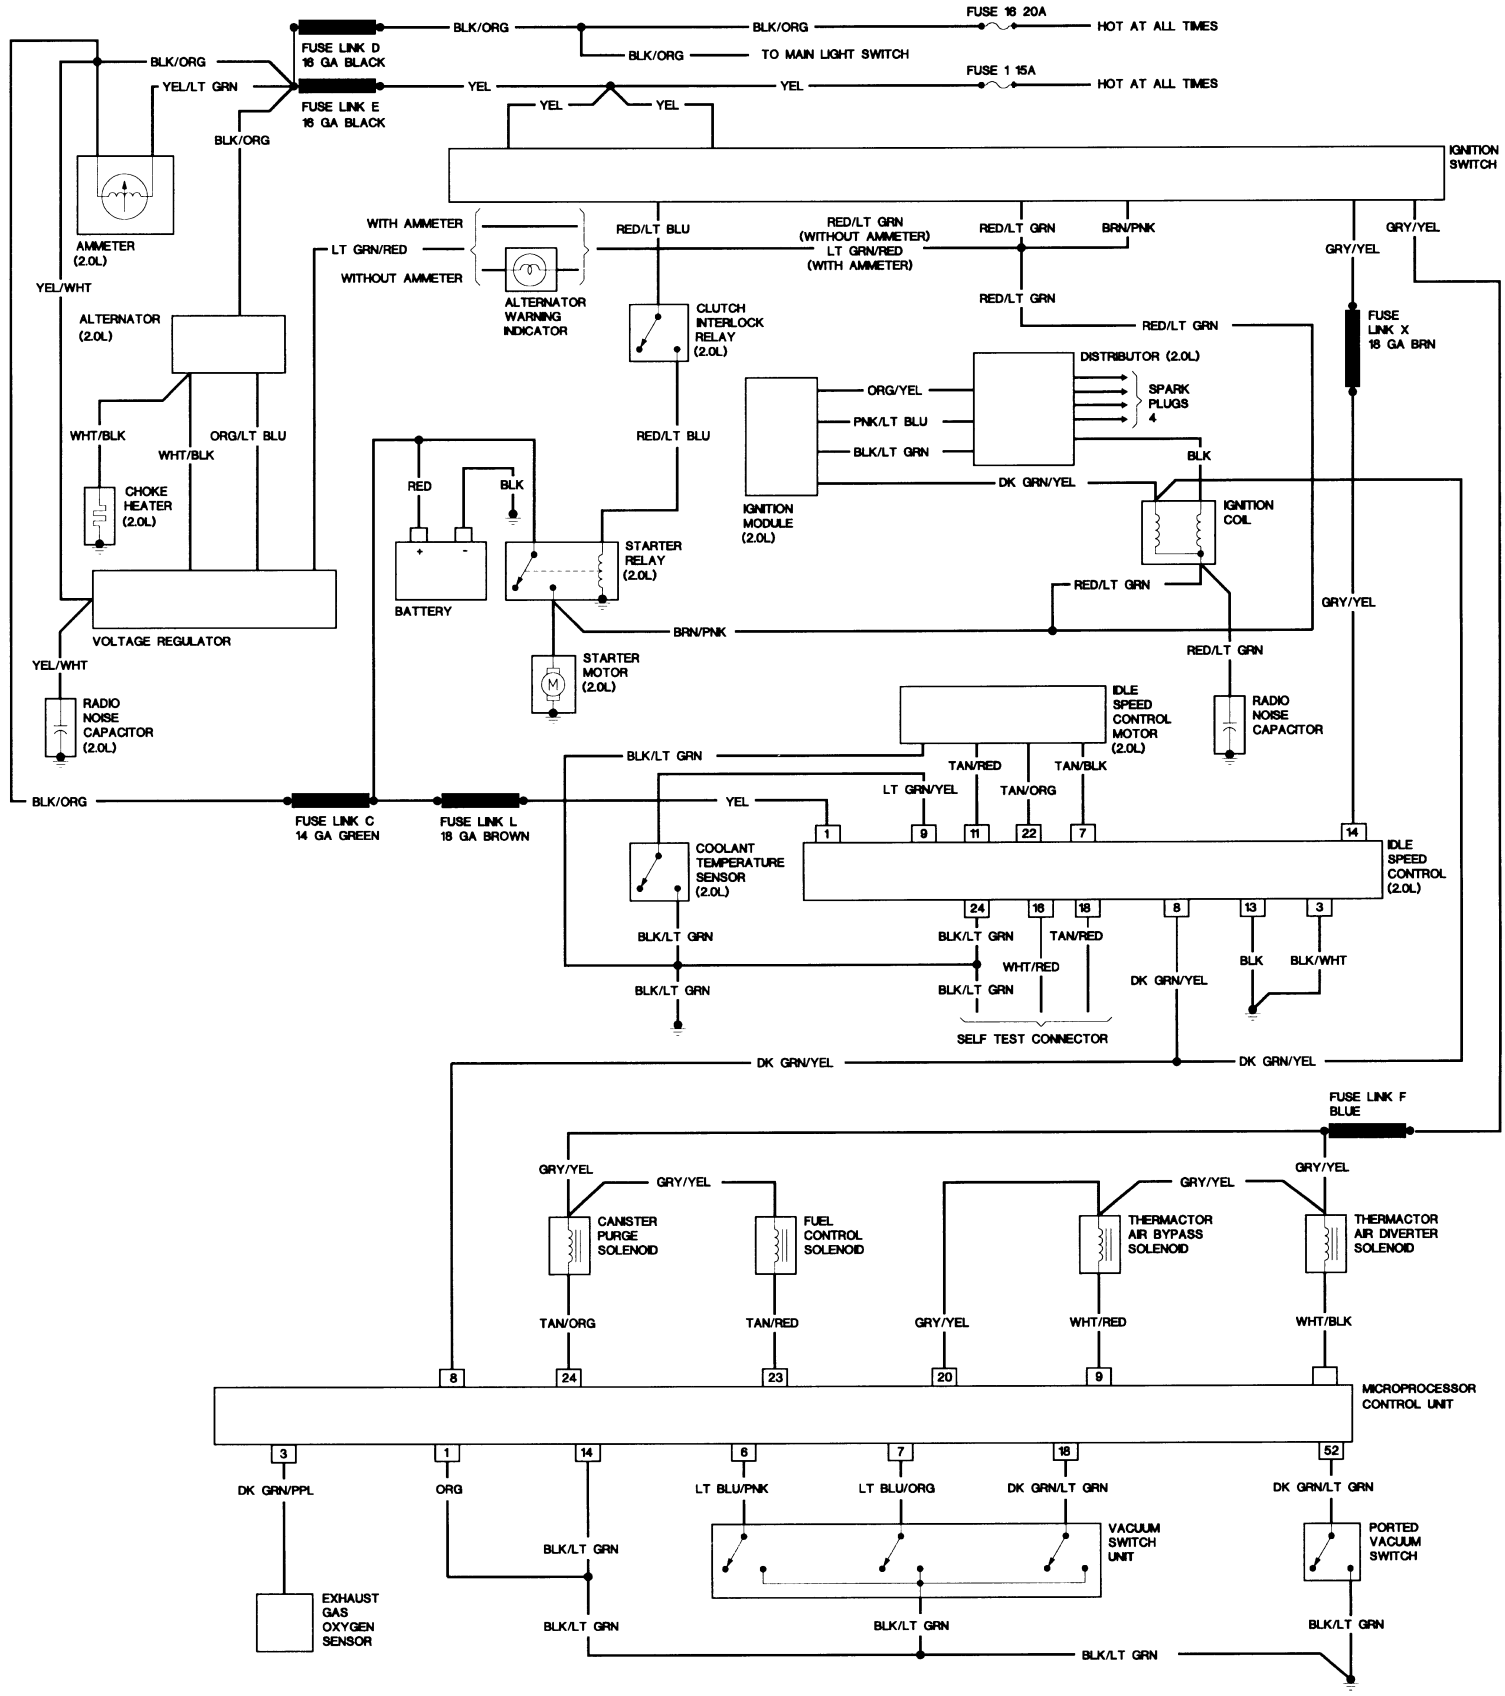 BLK/ORG
BLK/ORG
FUSE 16 20A
HOT AT ALL TIMES
FUSE LINK D
16 GA BLACK
BLK/ORG
BLK/ORG
TO MAIN LIGHT SWITCH
YEL/LT GRN
YEL
YEL
FUSE 1 15A
HOT AT ALL TIMES
FUSE LINK E
16 GA BLACK
YEL
YEL
BLK/ORG
IGNITION
SWITCH
AMMETER
(2.0L)
WITH AMMETER
LT GRN/RED
WITHOUT AMMETER
ALTERNATOR
WARNING
INDICATOR
RED/LT BLU
RED/LT GRN
(WITHOUT AMMETER)
LT GRN/RED
(WITH AMMETER)
RED/LT GRN
BRN/PNK
GRY/YEL
GRY/YEL
YEL/WHT
RED/LT GRN
RED/LT GRN
ALTERNATOR
(2.0L)
CLUTCH
INTERLOCK
RELAY
(2.0L)
FUSE
LINK X
18 GA BRN
DISTRIBUTOR (2.0L)
SPARK
PLUGS
4
ORG/YEL
PNK/LT BLU
BLK/LT GRN
DK GRN/YEL
IGNITION
MODULE
(2.0L)
WHT/BLK
WHT/BLK
ORG/LT BLU
RED/LT BLU
BLK
RED
BLK
CHOKE
HEATER
(2.0L)
IGNITION
COIL
+
-
BATTERY
STARTER
RELAY
(2.0L)
RED/LT GRN
GRY/YEL
VOLTAGE REGULATOR
BRN/PNK
YEL/WHT
RED/LT GRN
M
STARTER
MOTOR
(2.0L)
RADIO
NOISE
CAPACITOR
(2.0L)
RADIO
NOISE
CAPACITOR
IDLE
SPEED
CONTROL
MOTOR
(2.0L)
BLK/LT GRN
TAN/RED
TAN/BLK
LT GRN/YEL
TAN/ORG
BLK/ORG
FUSE LINK C
14 GA GREEN
FUSE LINK L
18 GA BROWN
YEL
1
9
11
22
7
14
COOLANT
TEMPERATURE
SENSOR
(2.0L)
IDLE
SPEED
CONTROL
(2.0L)
24
16
18
8
13
3
BLK/LT GRN
BLK/LT GRN
TAN/RED
WHT/RED
DK GRN/YEL
BLK
BLK/WHT
BLK/LT GRN
BLK/LT GRN
SELF TEST CONNECTOR
DK GRN/YEL
DK GRN/YEL
FUSE LINK F
BLUE
GRY/YEL
GRY/YEL
GRY/YEL
GRY/YEL
CANISTER
PURGE
SOLENOID
FUEL
CONTROL
SOLENOID
THERMACTOR
AIR BYPASS
SOLENOID
THERMACTOR
AIR DIVERTER
SOLENOID
TAN/ORG
TAN/RED
GRY/YEL
WHT/RED
WHT/BLK
8
24
23
20
9
MICROPROCESSOR
CONTROL UNIT
3
1
14
6
7
18
52
DK GRN/PPL
ORG
LT BLU/PNK
LT BLU/ORG
DK GRN/LT GRN
DK GRN/LT GRN
BLK/LT GRN
VACUUM
SWITCH
UNIT
PORTED
VACUUM
SWITCH
EXHAUST
GAS
OXYGEN
SENSOR
BLK/LT GRN
BLK/LT GRN
BLK/LT GRN
BLK/LT GRN